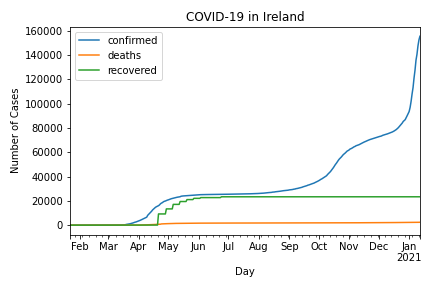 COVID-19 in Ireland
160000
140000
120000
100000
80000
60000
40000
20000
0
Number of Cases
confirmed
deaths
recovered
Feb Mar Apr May Jun Jul Aug Sep Oct Nov Dec Jan
2021
Day